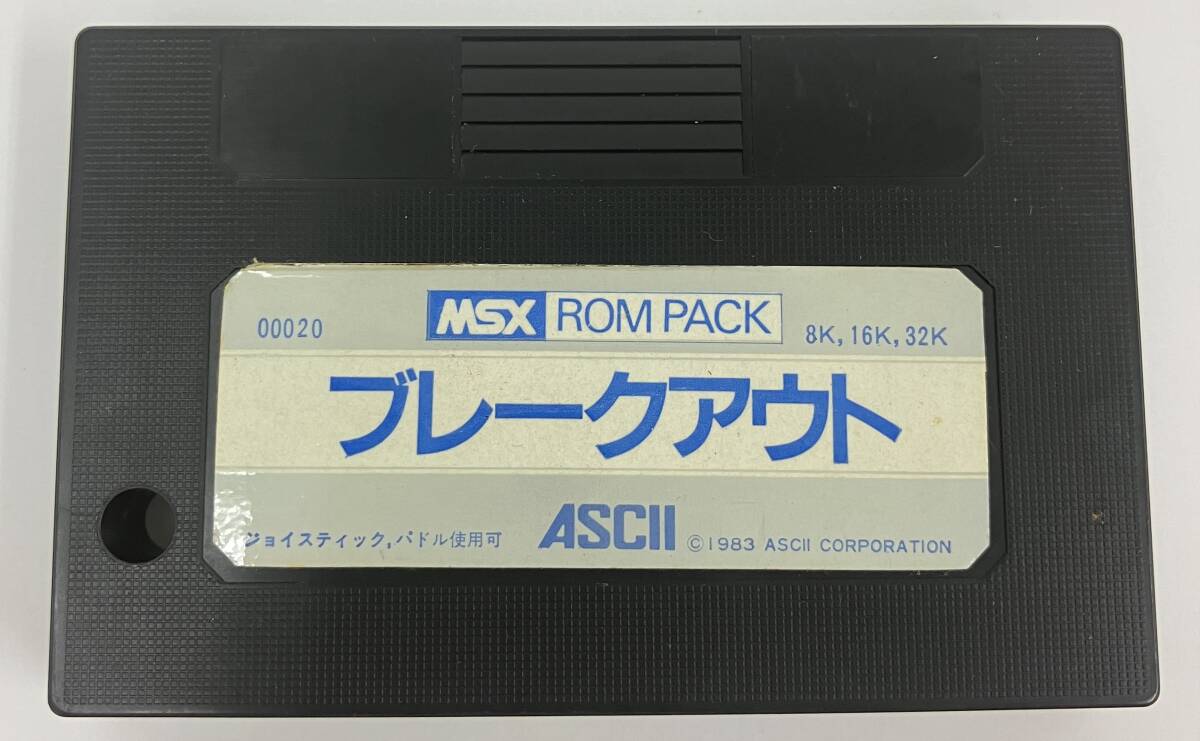 MSX ROM PACK
00020
8K, 16K, 32K
ブレークアウト
ジョイスティック, パドル使用可
ASCII
©1983 ASCII CORPORATION